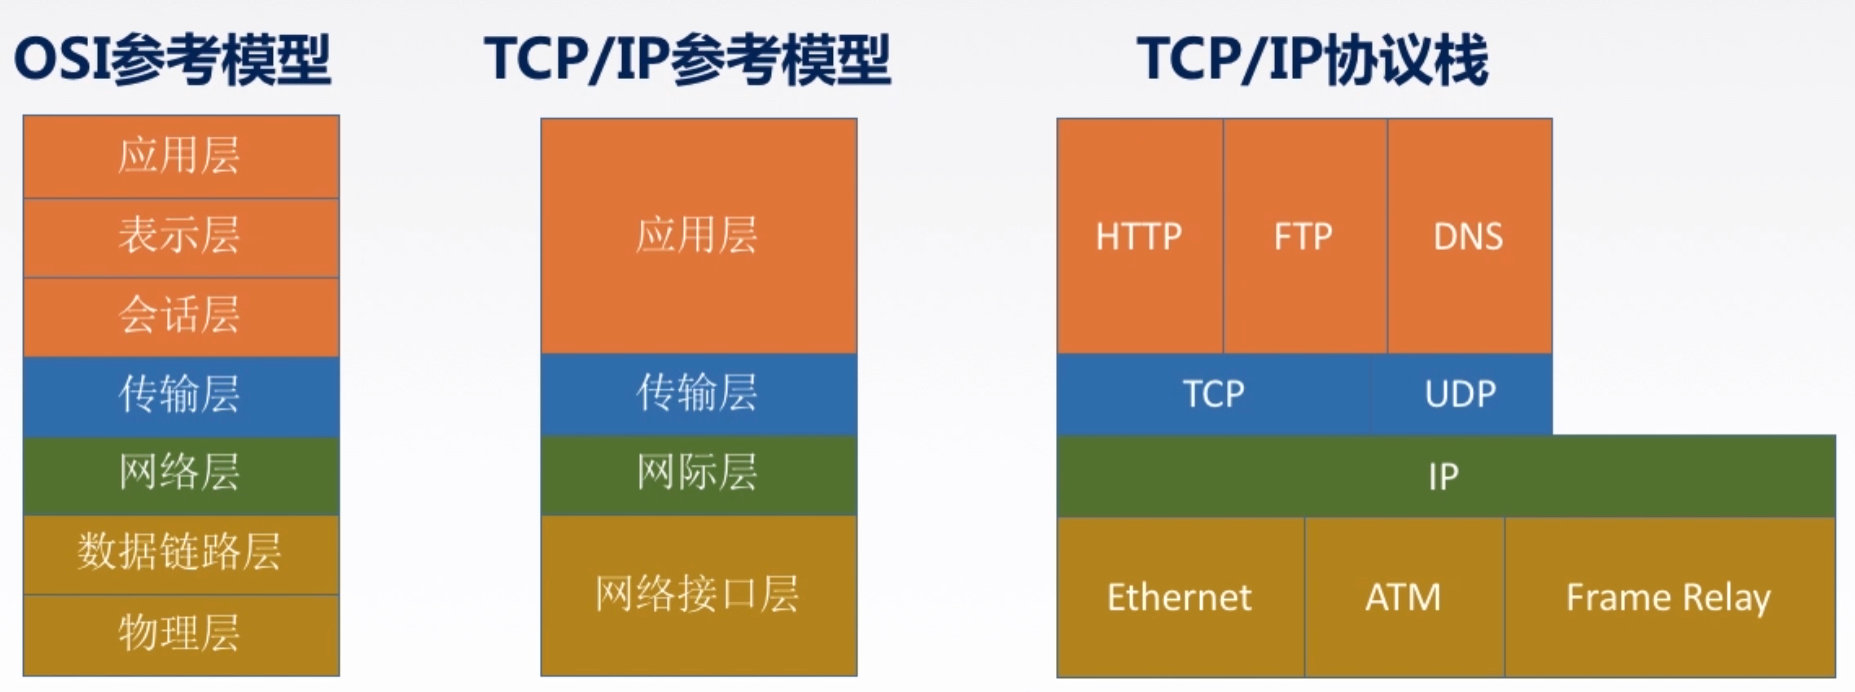 OSI参考模型
应用层
表示层
会话层
传输层
网络层
数据链路层
物理层
TCP/IP参考模型
应用层
传输层
网际层
网络接口层
TCP/IP协议栈
HTTP FTP DNS
TCP UDP
IP
Ethernet ATM Frame Relay